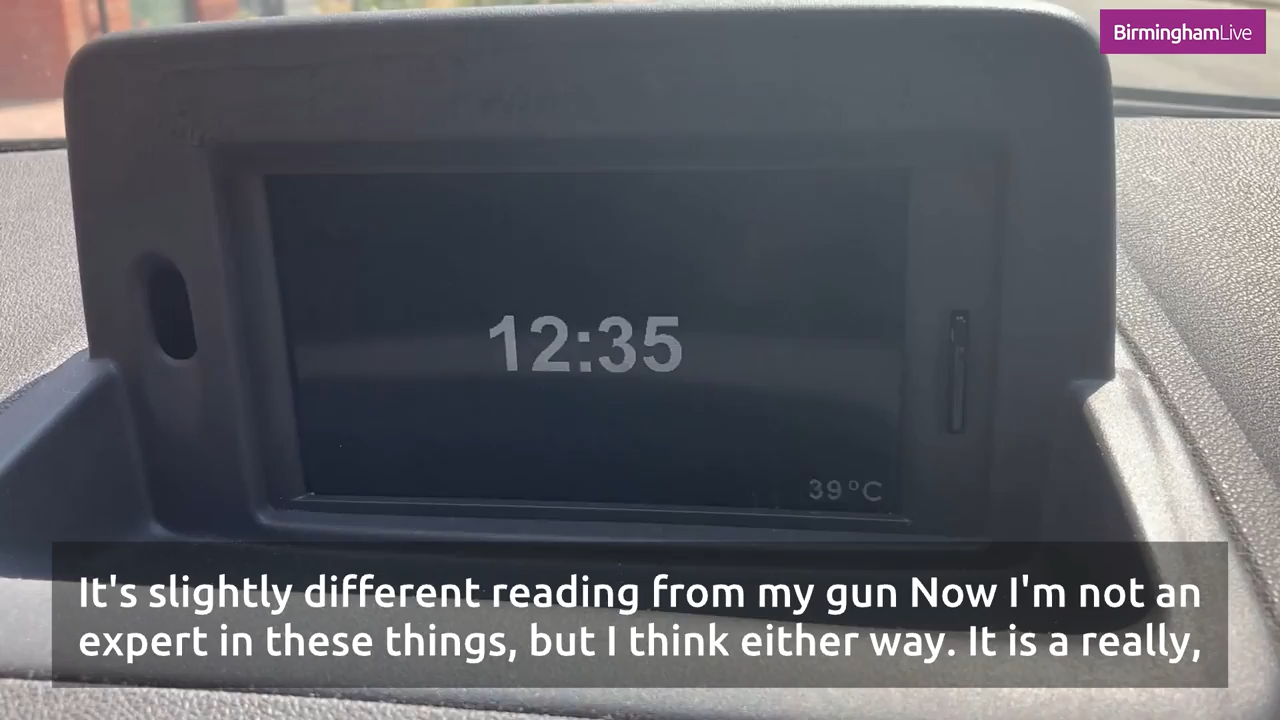 BirminghamLive
12:35
39°C
It's slightly different reading from my gun Now I'm not an
expert in these things, but I think either way. It is a really,